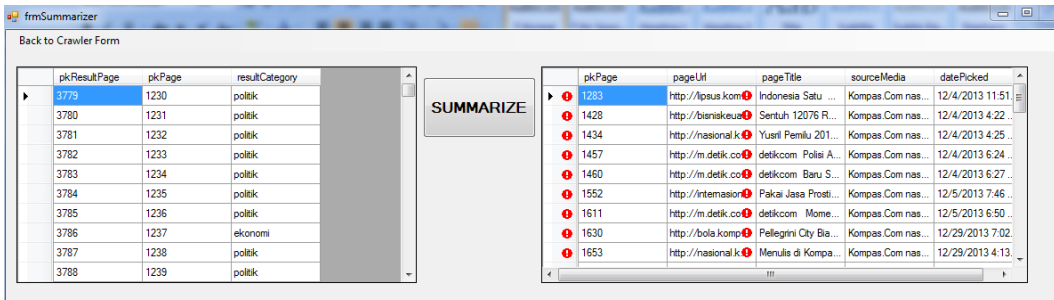 frmSummarizer
Back to Crawler Form
pkResultPage pkPage resultCategory
3779 1230 politik
3780 1231 politik
3781 1232 politik
3782 1233 politik
3783 1234 politik
3784 1235 politik
3785 1236 politik
3786 1237 ekonomi
3787 1238 politik
3788 1239 politik
SUMMARIZE
pkPage pageUrl pageTitle sourceMedia datePicked
1283 http://lipsus.kom Indonesia Satu ... Kompas.Com nas... 12/4/2013 11:51.
1428 http://bisniskeua Sentuh 12076 R... Kompas.Com nas... 12/4/2013 4:22 ..
1434 http://nasional.k Yusril Pemilu 201... Kompas.Com nas... 12/4/2013 4:25 ..
1457 http://m.detik.co detikcom Polisi A... Kompas.Com nas... 12/4/2013 6:24 ..
1460 http://m.detik.co detikcom Baru S... Kompas.Com nas... 12/4/2013 6:27 ..
1552 http://internasion Pakai Jasa Prosti... Kompas.Com nas... 12/5/2013 7:46 ..
1611 http://m.detik.co detikcom Mome... Kompas.Com nas... 12/5/2013 6:50 ..
1630 http://bola.komp Pellegrini City Bia... Kompas.Com nas... 12/29/2013 7:02.
1653 http://nasional.k Menulis di Kompa... Kompas.Com nas... 12/29/2013 4:13.